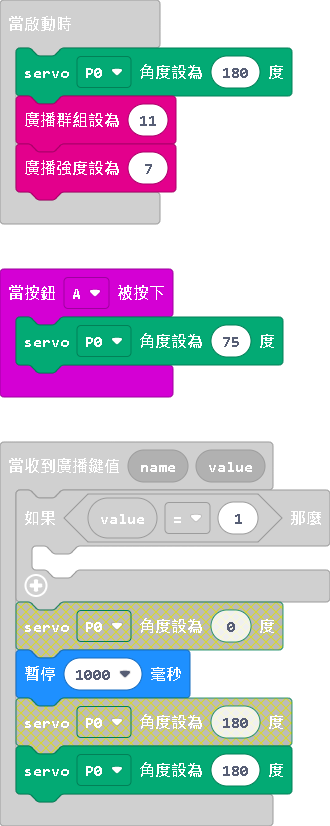 當啟動時
servo P0 角度設為 180 度
廣播群組設為 11
廣播強度設為 7
當按鈕 A 被按下
servo P0 角度設為 75 度
當收到廣播鍵值 name value
如果 value = 1 那麼
servo P0 角度設為 0 度
暫停 1000 毫秒
servo P0 角度設為 180 度
servo P0 角度設為 180 度